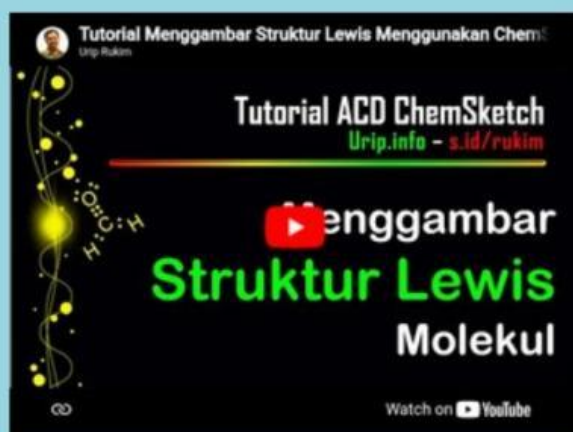 Tutorial Menggambar Struktur Lewis Menggunakan Chem
Urip Rukim
Tutorial ACD ChemSketch
Urip.info - s.id/rukim
H:C:H
Menggambar
Struktur Lewis
Molekul
Watch on YouTube